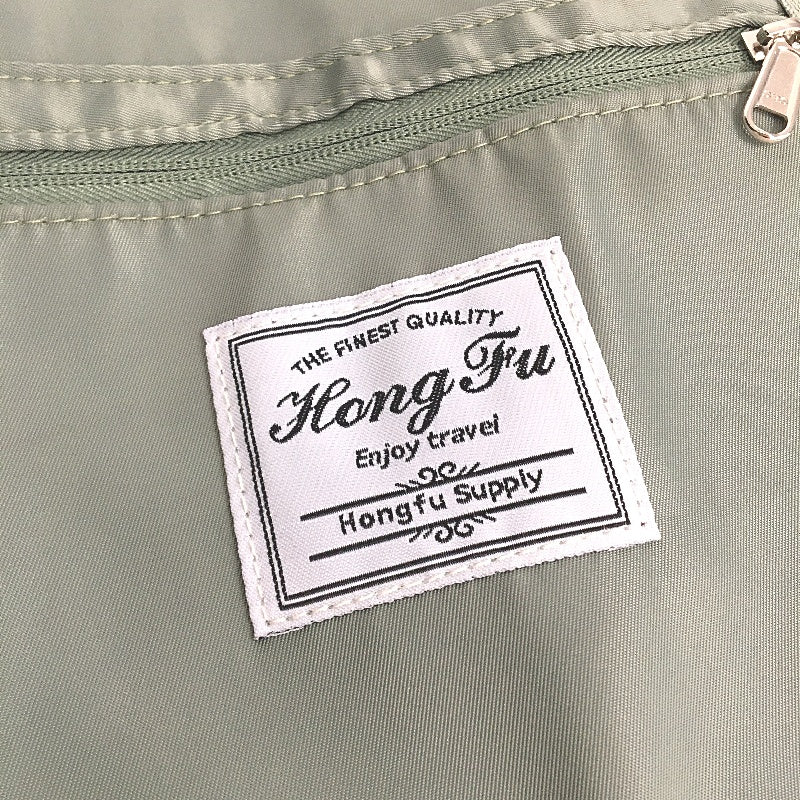 THE FINEST QUALITY
Hong Fu
Enjoy travel
Hongfu Supply